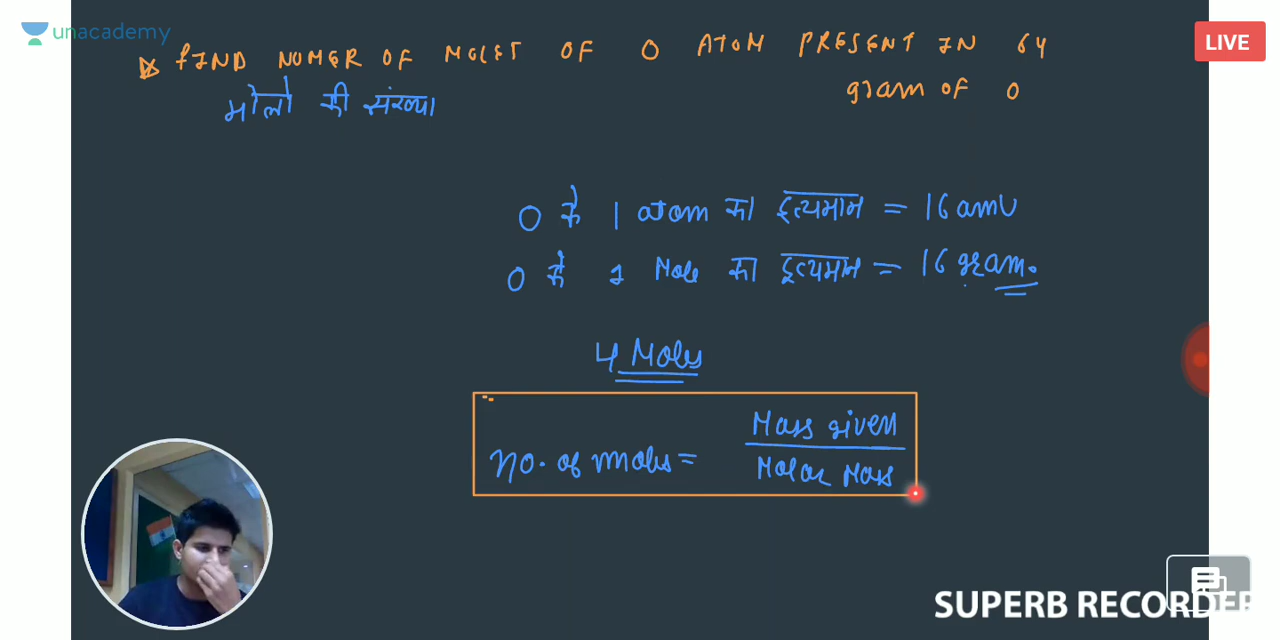 unacademy
LIVE
FIND NUMER OF MOLES OF O ATOM PRESENT IN 64
gram OF O
मोलो की संख्या
O के 1 atom का द्रव्यमान = 16 amu
O के 1 Mole का द्रव्यमान = 16 gram.
4 Moles
no. of moles = Mass given
Molar Mass
SUPERB RECORDER